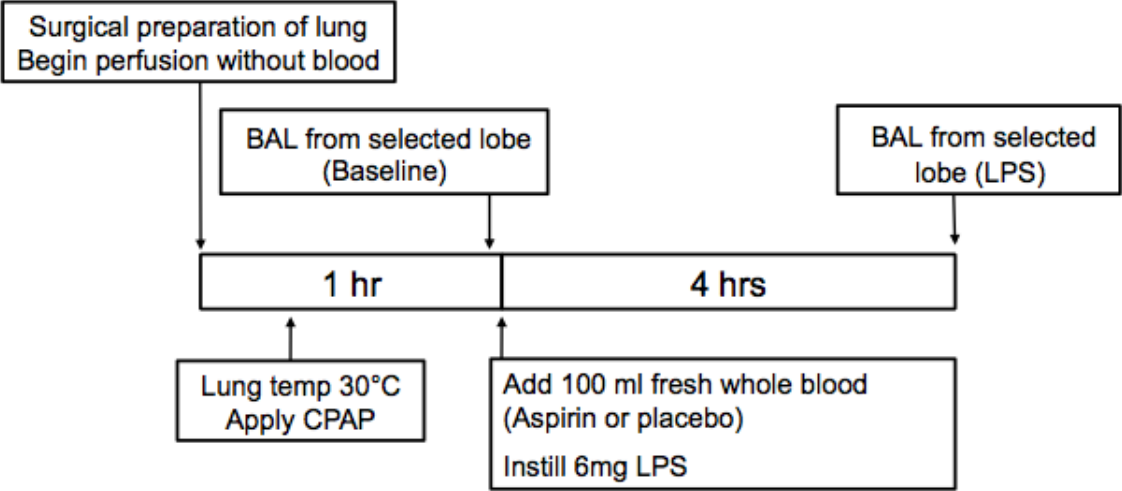 Surgical preparation of lung
Begin perfusion without blood
BAL from selected lobe
(Baseline)
BAL from selected
lobe (LPS)
1 hr
4 hrs
Lung temp 30°C
Apply CPAP
Add 100 ml fresh whole blood
(Aspirin or placebo)
Instill 6mg LPS